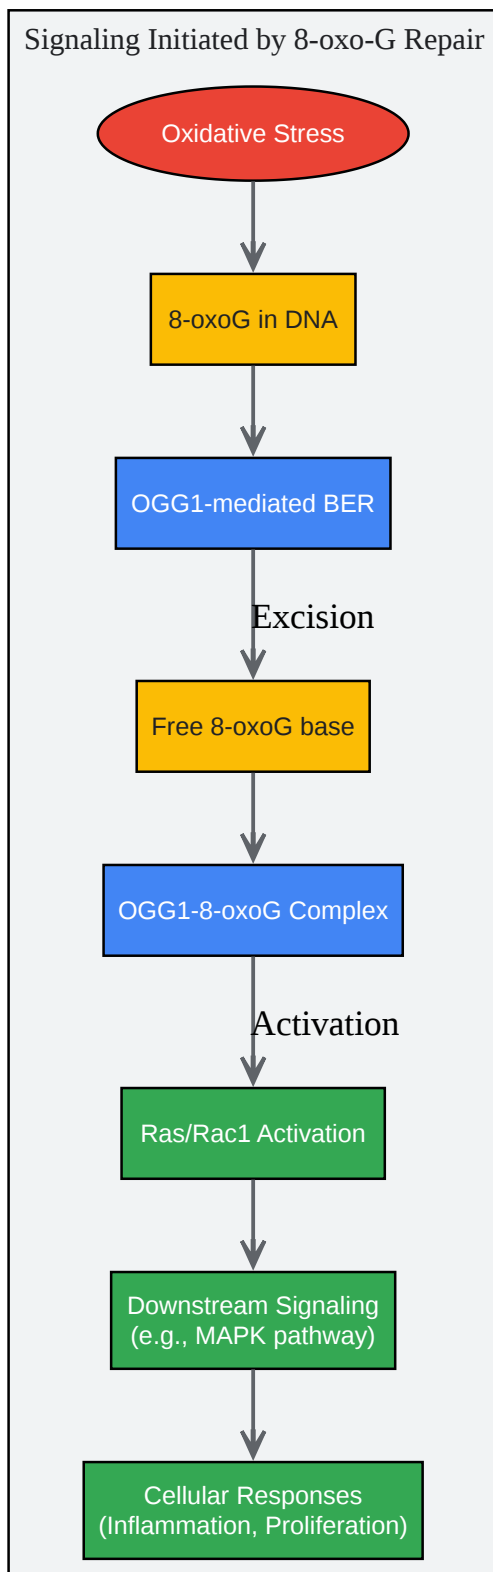 Signaling Initiated by 8-oxo-G Repair
Oxidative Stress
8-oxoG in DNA
OGG1-mediated BER
Excision
Free 8-oxoG base
OGG1-8-oxoG Complex
Activation
Ras/Rac1 Activation
Downstream Signaling
(e.g., MAPK pathway)
Cellular Responses
(Inflammation, Proliferation)